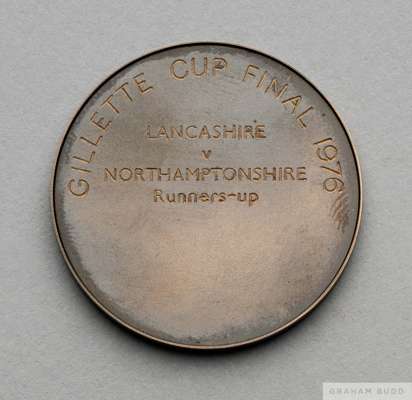 GILLETTE CUP FINAL 1976
LANCASHIRE
v
NORTHAMPTONSHIRE
Runners-up
GRAHAM BUDD